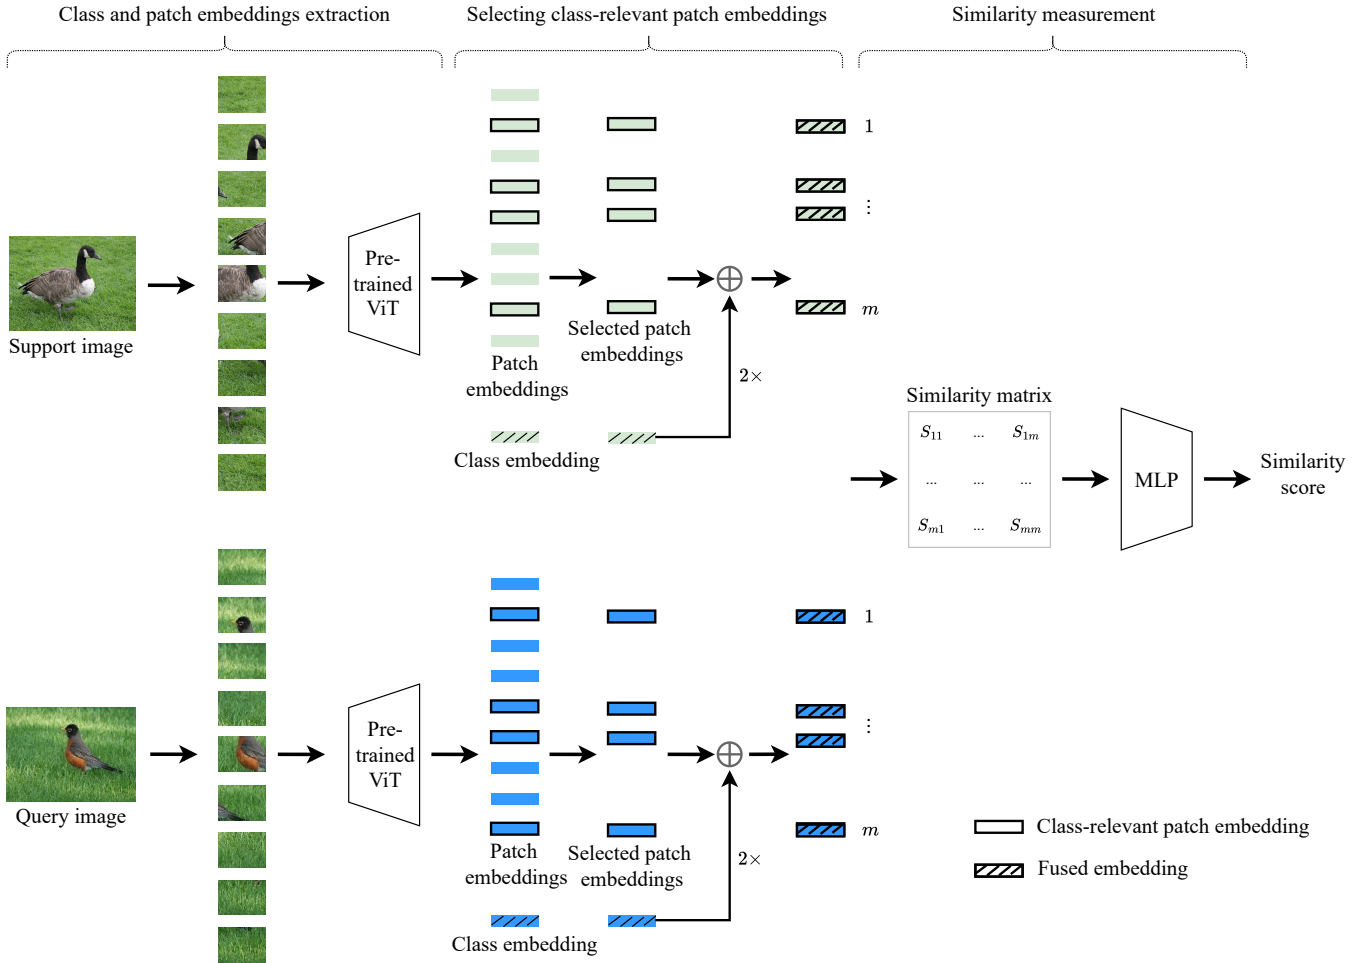 Class and patch embeddings extraction
Selecting class-relevant patch embeddings
Similarity measurement
1
⋮
m
Pre-
trained
ViT
Support image
Selected patch
embeddings
Patch
embeddings
2×
Class embedding
Similarity matrix
S11 ... S1m
... ... ...
Sm1 ... Smm
MLP
Similarity
score
1
⋮
m
Pre-
trained
ViT
Query image
Patch
embeddings
Selected patch
embeddings
2×
Class embedding
Class-relevant patch embedding
Fused embedding